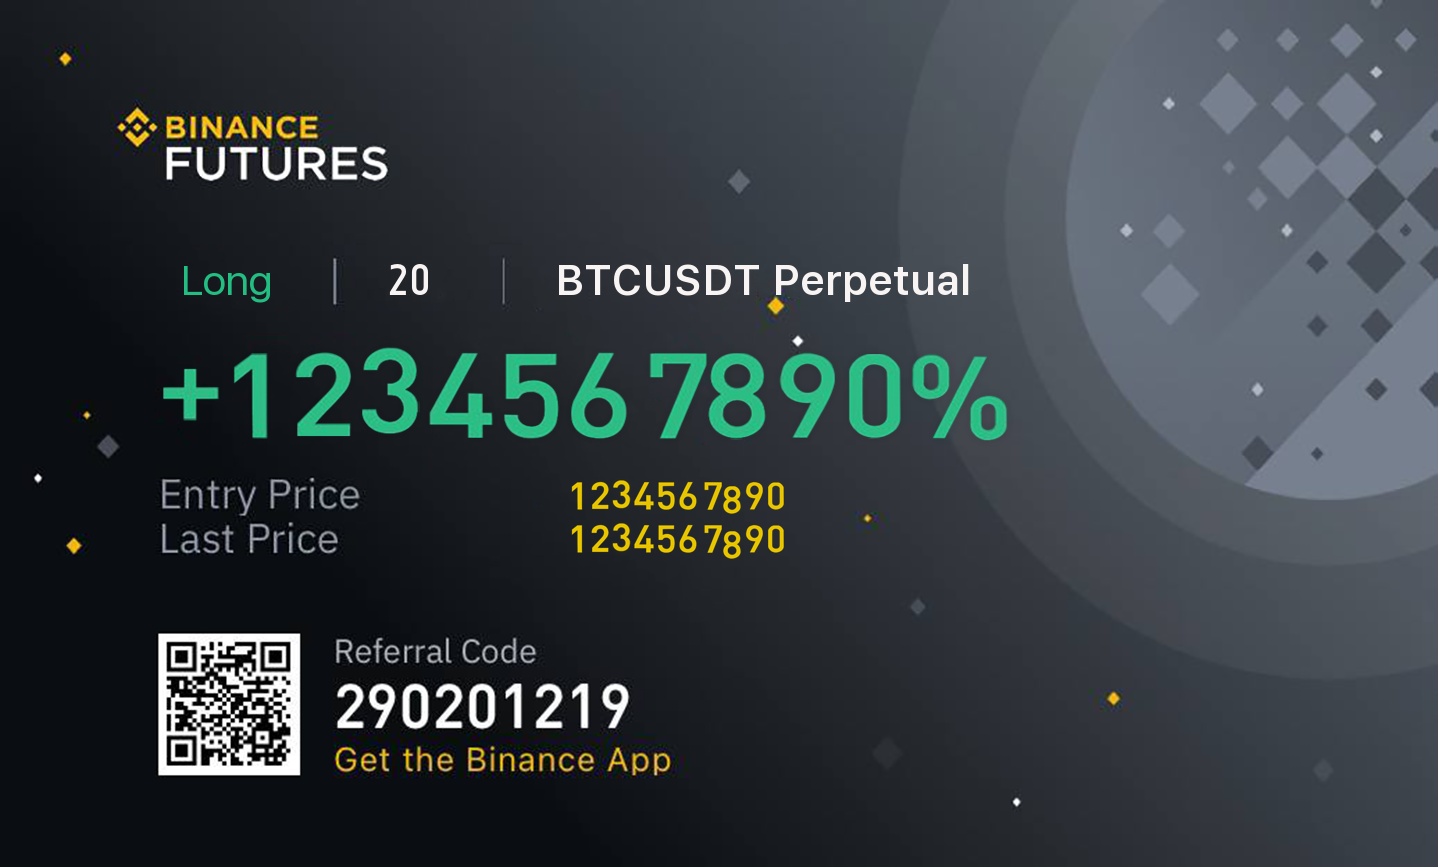 BINANCE
FUTURES
Long | 20 | BTCUSDT Perpetual
+1234567890%
Entry Price 1234567890
Last Price 1234567890
Referral Code
290201219
Get the Binance App